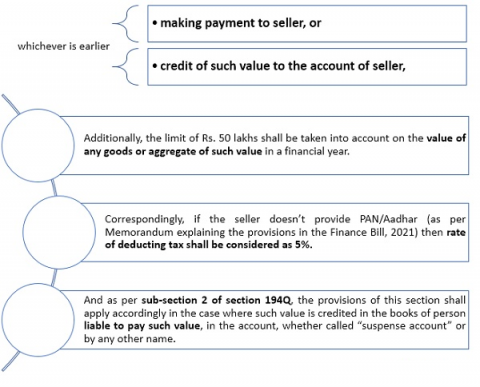 • making payment to seller, or
whichever is earlier
• credit of such value to the account of seller,
Additionally, the limit of Rs. 50 lakhs shall be taken into account on the value of
any goods or aggregate of such value in a financial year.
Correspondingly, if the seller doesn't provide PAN/Aadhar (as per
Memorandum explaining the provisions in the Finance Bill, 2021) then rate
of deducting tax shall be considered as 5%.
And as per sub-section 2 of section 194Q, the provisions of this section shall
apply accordingly in the case where such value is credited in the books of person
liable to pay such value, in the account, whether called "suspense account" or
by any other name.